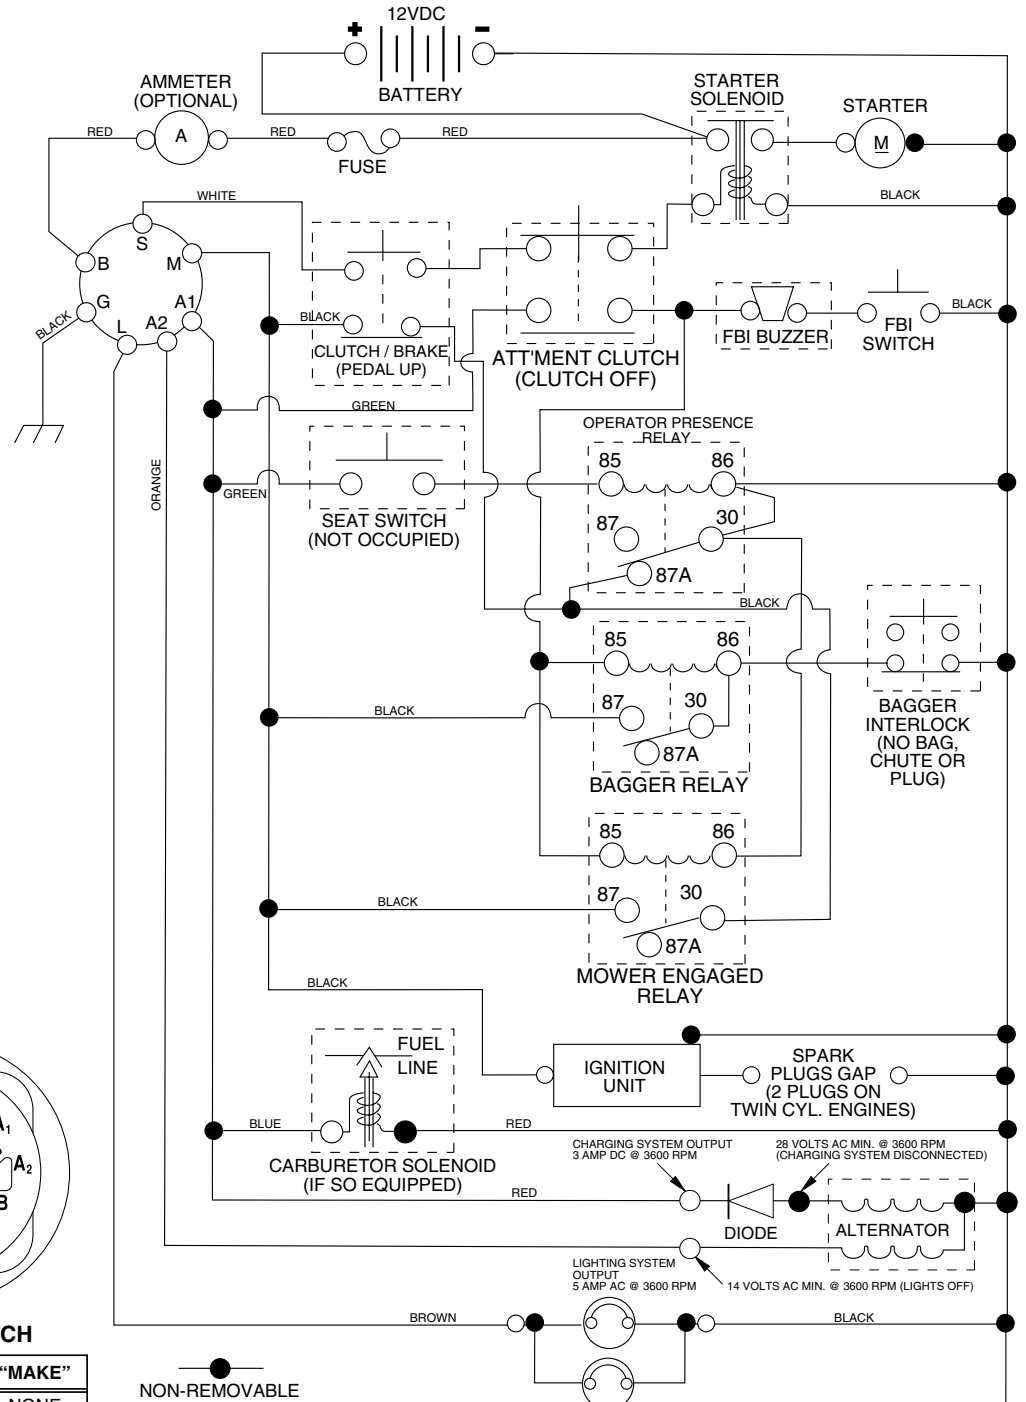 12VDC
+
-
BATTERY
AMMETER
(OPTIONAL)
STARTER
SOLENOID
STARTER
RED
A
RED
RED
FUSE
M
WHITE
BLACK
S
B
M
G
A1
L
A2
BLACK
BLACK
CLUTCH / BRAKE
(PEDAL UP)
ATT'MENT CLUTCH
(CLUTCH OFF)
FBI BUZZER
FBI
SWITCH
BLACK
GREEN
OPERATOR PRESENCE
RELAY
85
86
ORANGE
GREEN
SEAT SWITCH
(NOT OCCUPIED)
87
30
87A
BLACK
85
86
BLACK
87
30
87A
BAGGER RELAY
BAGGER
INTERLOCK
(NO BAG,
CHUTE OR
PLUG)
85
86
BLACK
87
30
87A
MOWER ENGAGED
RELAY
BLACK
FUEL
LINE
IGNITION
UNIT
SPARK
PLUGS GAP
(2 PLUGS ON
TWIN CYL. ENGINES)
BLUE
RED
CARBURETOR SOLENOID
(IF SO EQUIPPED)
CHARGING SYSTEM OUTPUT
3 AMP DC @ 3600 RPM
28 VOLTS AC MIN. @ 3600 RPM
(CHARGING SYSTEM DISCONNECTED)
RED
DIODE
ALTERNATOR
LIGHTING SYSTEM
OUTPUT
5 AMP AC @ 3600 RPM
14 VOLTS AC MIN. @ 3600 RPM (LIGHTS OFF)
BROWN
BLACK
A1
A2
B
CH
"MAKE"
NONE
NON-REMOVABLE